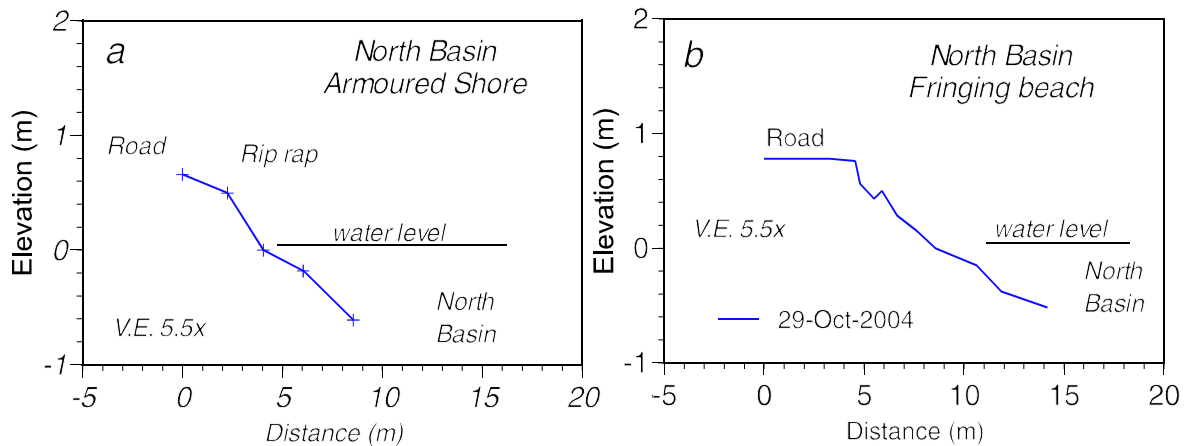 a
North Basin
Armoured Shore
Road
Rip rap
water level
North
Basin
V.E. 5.5x
Elevation (m)
2
1
0
-1
-5
0
5
10
15
20
Distance (m)
b
North Basin
Fringing beach
Road
V.E. 5.5x
water level
North
Basin
29-Oct-2004
Elevation (m)
2
1
0
-1
-5
0
5
10
15
20
Distance (m)